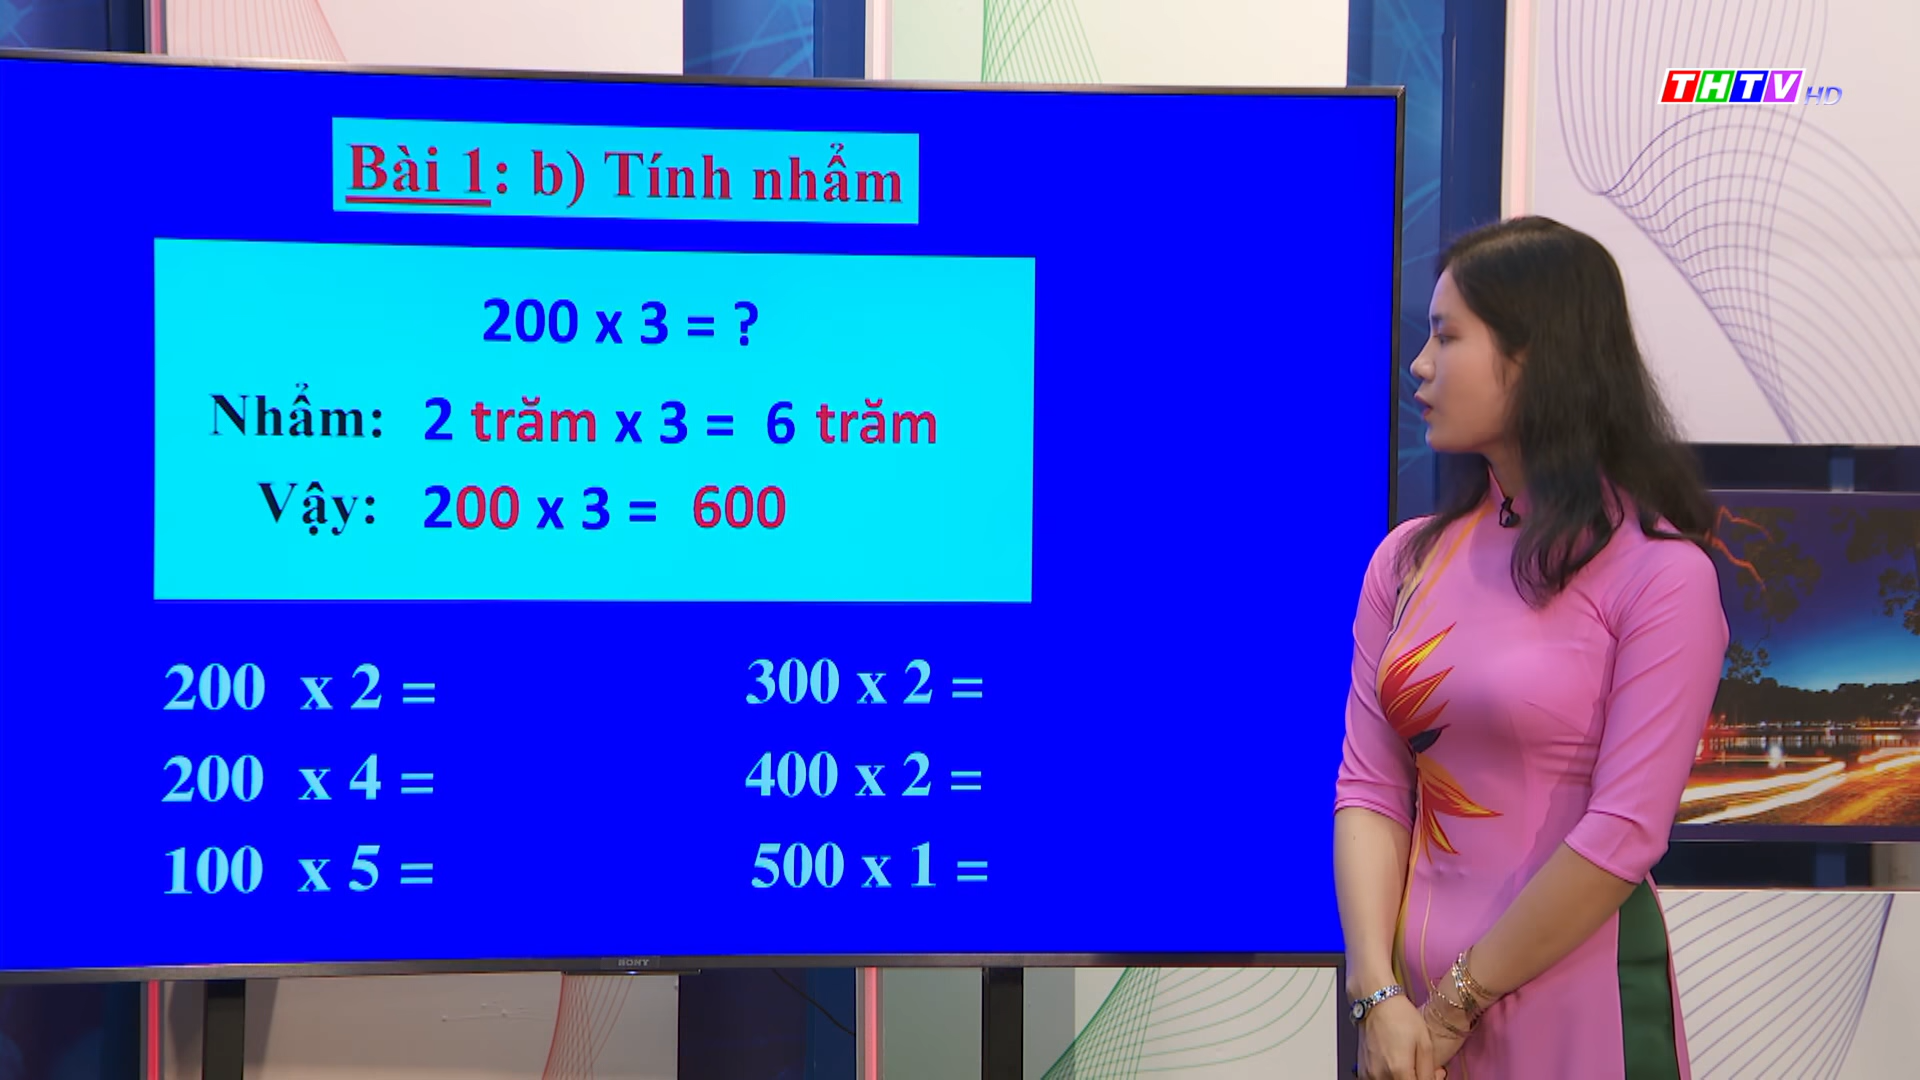 THTV HD
Bài 1: b) Tính nhẩm
200 x 3 = ?
Nhẩm: 2 trăm x 3 = 6 trăm
Vậy: 200 x 3 = 600
200 x 2 =
300 x 2 =
200 x 4 =
400 x 2 =
100 x 5 =
500 x 1 =
SONY